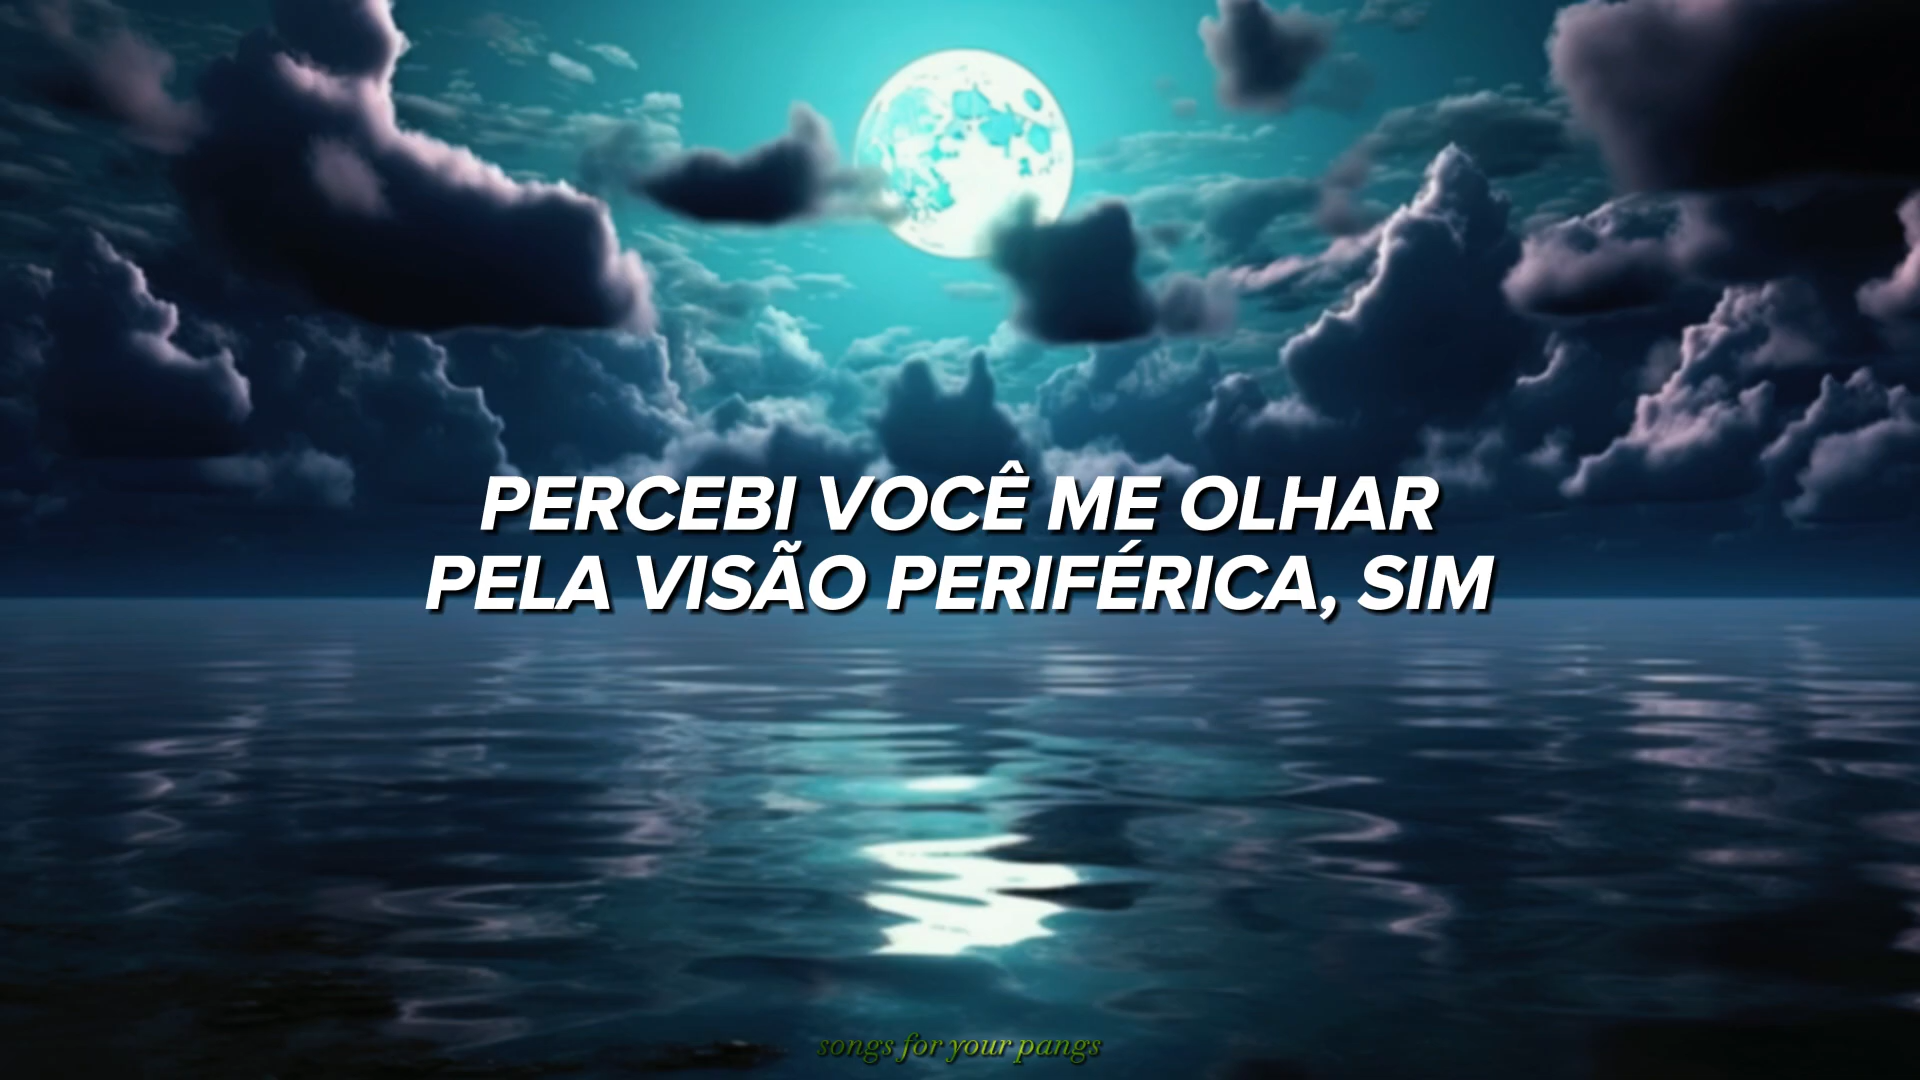 PERCEBI VOCÊ ME OLHAR
PELA VISÃO PERIFÉRICA, SIM
songs for your pangs